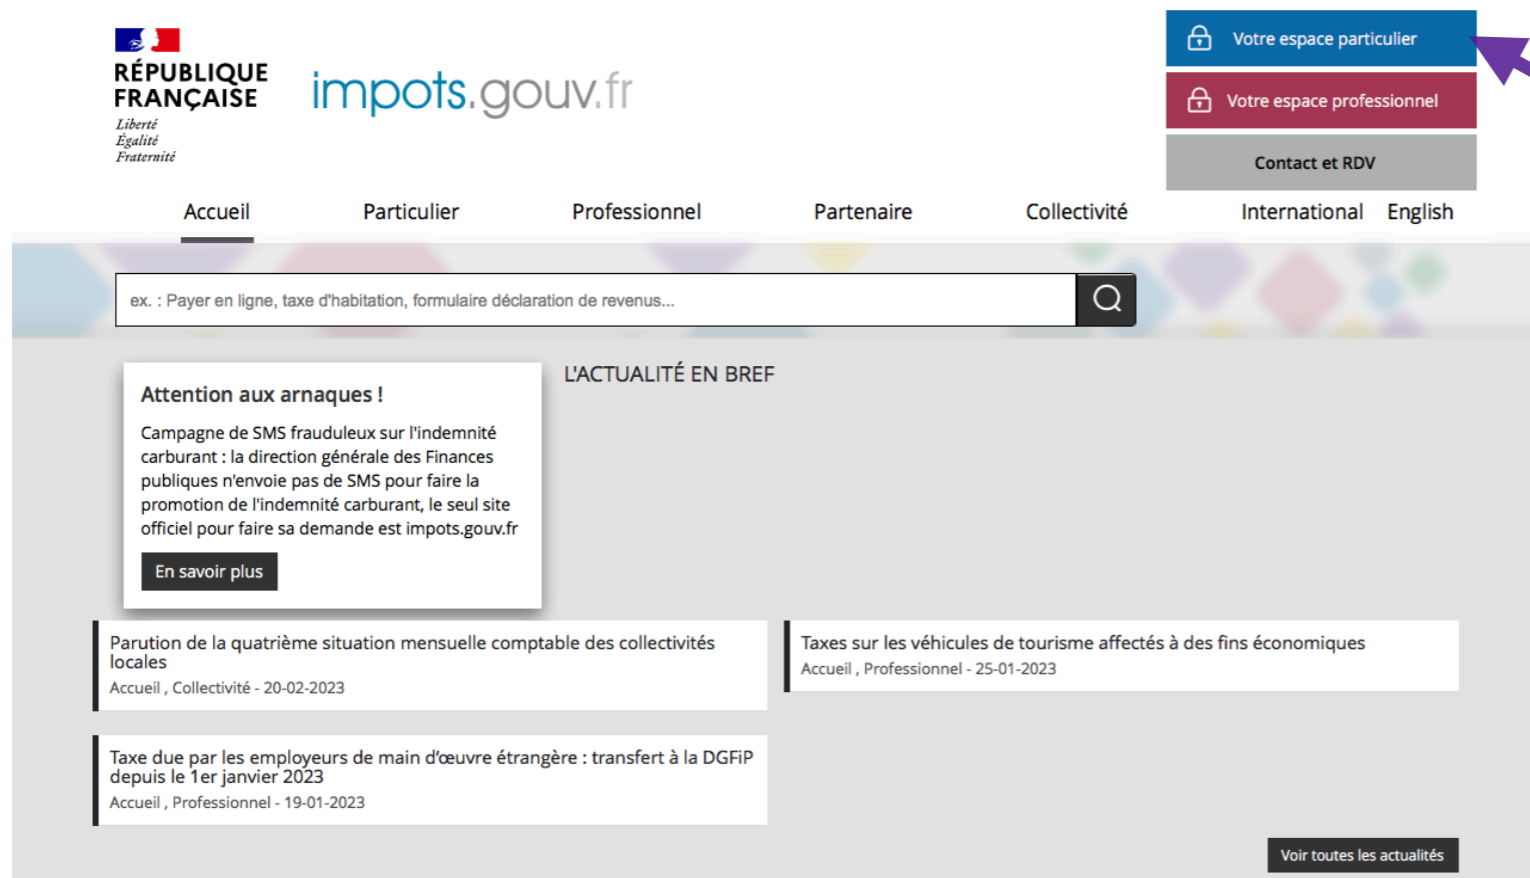 RÉPUBLIQUE
FRANÇAISE
Liberté
Égalité
Fraternité
impots.gouv.fr
Votre espace particulier
Votre espace professionnel
Contact et RDV
Accueil Particulier Professionnel Partenaire Collectivité International English
ex. : Payer en ligne, taxe d'habitation, formulaire déclaration de revenus...
Attention aux arnaques !
Campagne de SMS frauduleux sur l'indemnité
carburant : la direction générale des Finances
publiques n'envoie pas de SMS pour faire la
promotion de l'indemnité carburant, le seul site
officiel pour faire sa demande est impots.gouv.fr
En savoir plus
L'ACTUALITÉ EN BREF
Parution de la quatrième situation mensuelle comptable des collectivités
locales
Accueil , Collectivité - 20-02-2023
Taxes sur les véhicules de tourisme affectés à des fins économiques
Accueil , Professionnel - 25-01-2023
Taxe due par les employeurs de main d'œuvre étrangère : transfert à la DGFiP
depuis le 1er janvier 2023
Accueil , Professionnel - 19-01-2023
Voir toutes les actualités